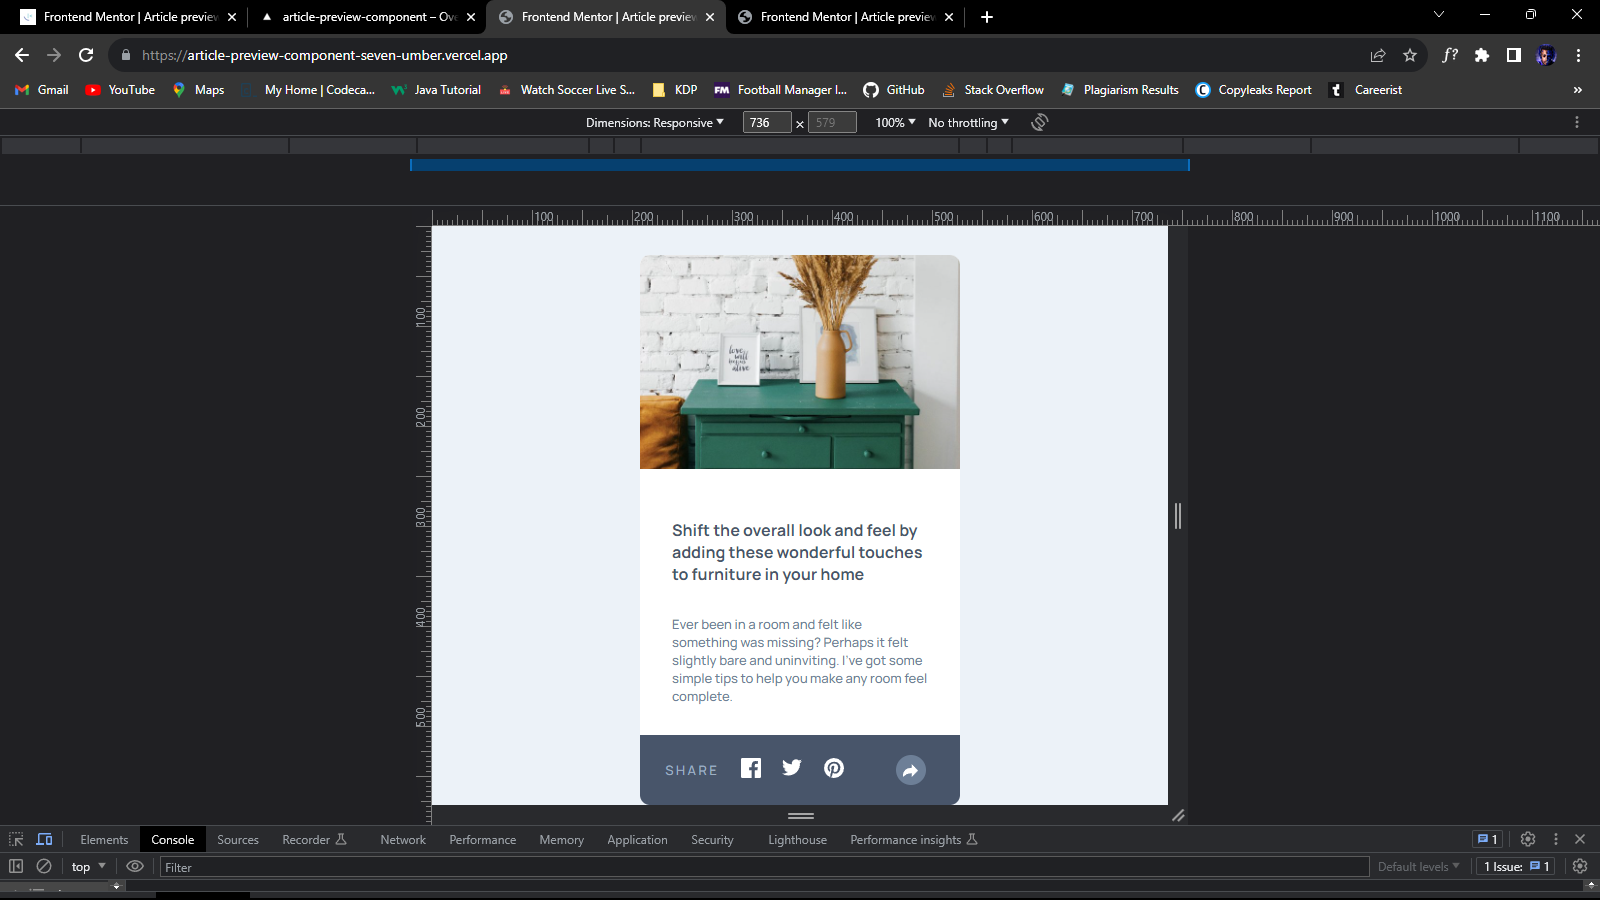 Frontend Mentor | Article preview
article-preview-component – Ove
Frontend Mentor | Article preview
Frontend Mentor | Article preview
https://article-preview-component-seven-umber.vercel.app
f?
Gmail
YouTube
Maps
My Home | Codeca...
Java Tutorial
Watch Soccer Live S...
KDP
FM
Football Manager I...
GitHub
Stack Overflow
Plagiarism Results
Copyleaks Report
t
Careerist
»
Dimensions: Responsive
736
×
579
100%
No throttling
100
200
300
400
500
600
700
800
900
1000
1100
100
200
300
400
500
love
will
keep us
alive
Shift the overall look and feel by
adding these wonderful touches
to furniture in your home
Ever been in a room and felt like
something was missing? Perhaps it felt
slightly bare and uninviting. I've got some
simple tips to help you make any room feel
complete.
SHARE
Elements
Console
Sources
Recorder
Network
Performance
Memory
Application
Security
Lighthouse
Performance insights
1
top
Filter
Default levels
1 Issue:
1